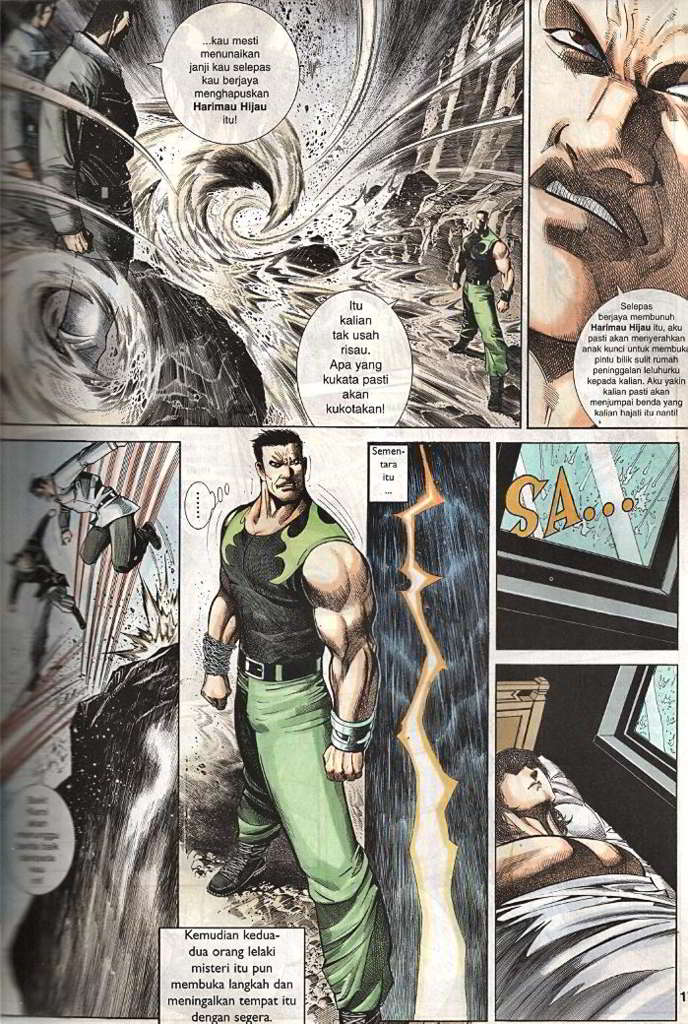 ...kau mesti
menunaikan
janji kau selepas
kau berjaya
menghapuskan
Harimau Hijau
itu!
Itu
kalian
tak usah
risau.
Apa yang
kukata pasti
akan
kukotakan!
Selepas
berjaya membunuh
Harimau Hijau itu, aku
pasti akan menyerahkan
anak kunci untuk membuka
pintu bilik sulit rumah
peninggalan leluhurku
kepada kalian. Aku yakin
kalian pasti akan
menjumpai benda yang
kalian hajati itu nanti!
......
Kemudian kedua-
dua orang lelaki
misteri itu pun
membuka langkah dan
meninggalkan tempat itu
dengan segera.
Semen-
tara
itu
...
SA...